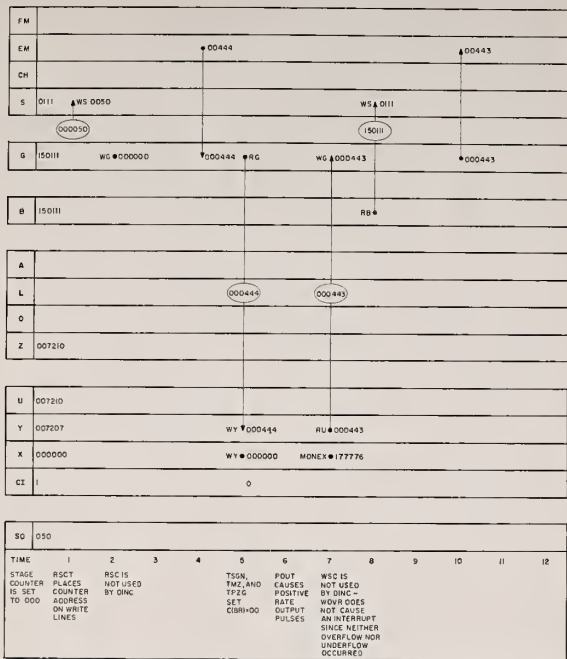 FM
EM 00444 00443
CH
S 0111 WS 0050 WS 0111
000050 150111
G 150111 WG 000000 000444 RG WG 000443 000443
B 150111 RB
A
L 000444 000443
O
Z 007210
U 007210
Y 007207 WY 000444 RU 000443
X 000000 WY 000000 MONEX 177776
CI 1 0
SQ 050
TIME 1 2 3 4 5 6 7 8 9 10 11 12
STAGE COUNTER IS SET TO 000
RSCT PLACES COUNTER ADDRESS ON WRITE LINES
RSC IS NOT USED BY DINC
TSGN, TMZ, AND TPZG SET C(BR)=00
POUT CAUSES POSITIVE RATE OUTPUT PULSES
WSC IS NOT USED BY DINC - WOVR DOES NOT CAUSE AN INTERRUPT SINCE NEITHER OVERFLOW NOR UNDERFLOW OCCURRED